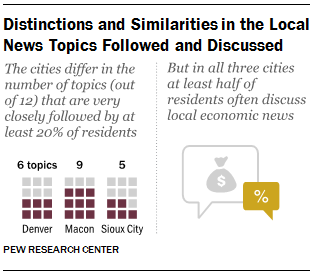 Distinctions and Similarities in the Local
News Topics Followed and Discussed
The cities differ in the
number of topics (out
of 12) that are very
closely followed by at
least 20% of residents
6 topics 9 5
Denver Macon Sioux City
But in all three cities
at least half of
residents often discuss
local economic news
$
%
PEW RESEARCH CENTER